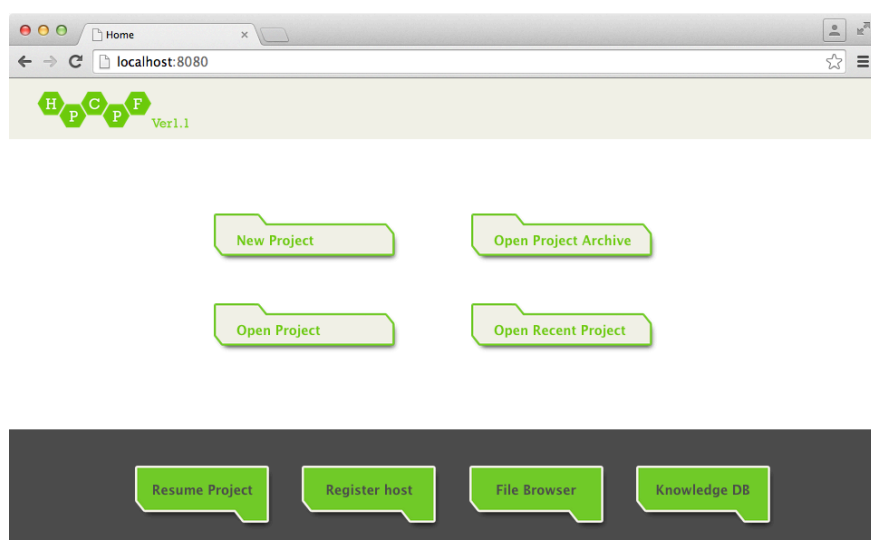 Home
localhost:8080
HPCPF Ver1.1
New Project
Open Project Archive
Open Project
Open Recent Project
Resume Project
Register host
File Browser
Knowledge DB